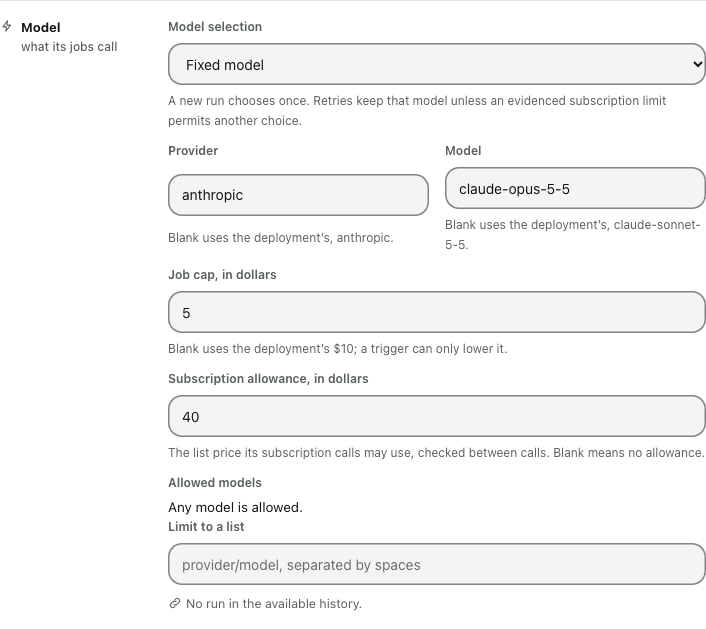 Model
what its jobs call
Model selection
Fixed model
A new run chooses once. Retries keep that model unless an evidenced subscription limit
permits another choice.
Provider
anthropic
Blank uses the deployment's, anthropic.
Model
claude-opus-5-5
Blank uses the deployment's, claude-sonnet-
5-5.
Job cap, in dollars
5
Blank uses the deployment's $10; a trigger can only lower it.
Subscription allowance, in dollars
40
The list price its subscription calls may use, checked between calls. Blank means no allowance.
Allowed models
Any model is allowed.
Limit to a list
provider/model, separated by spaces
No run in the available history.